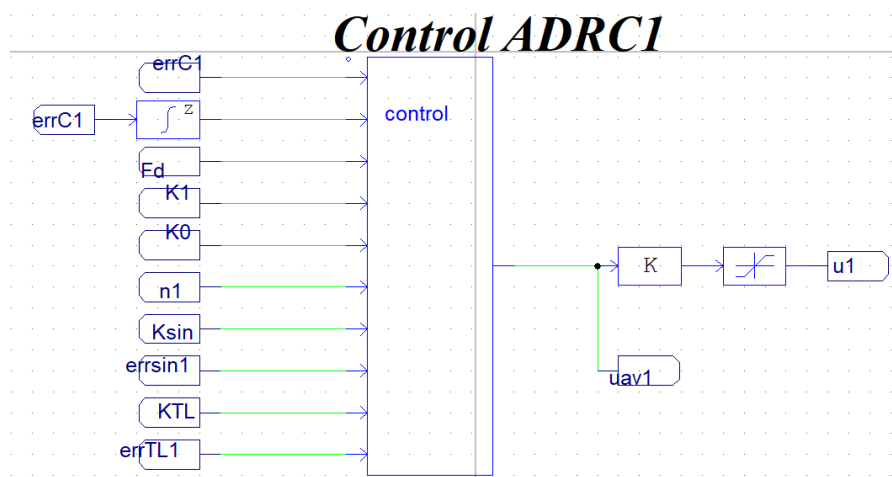 Control ADRC1
errC1
control
errC1
Z
Fd
K1
K0
K
u1
n1
Ksin
errsin1
uav1
KTL
errTL1